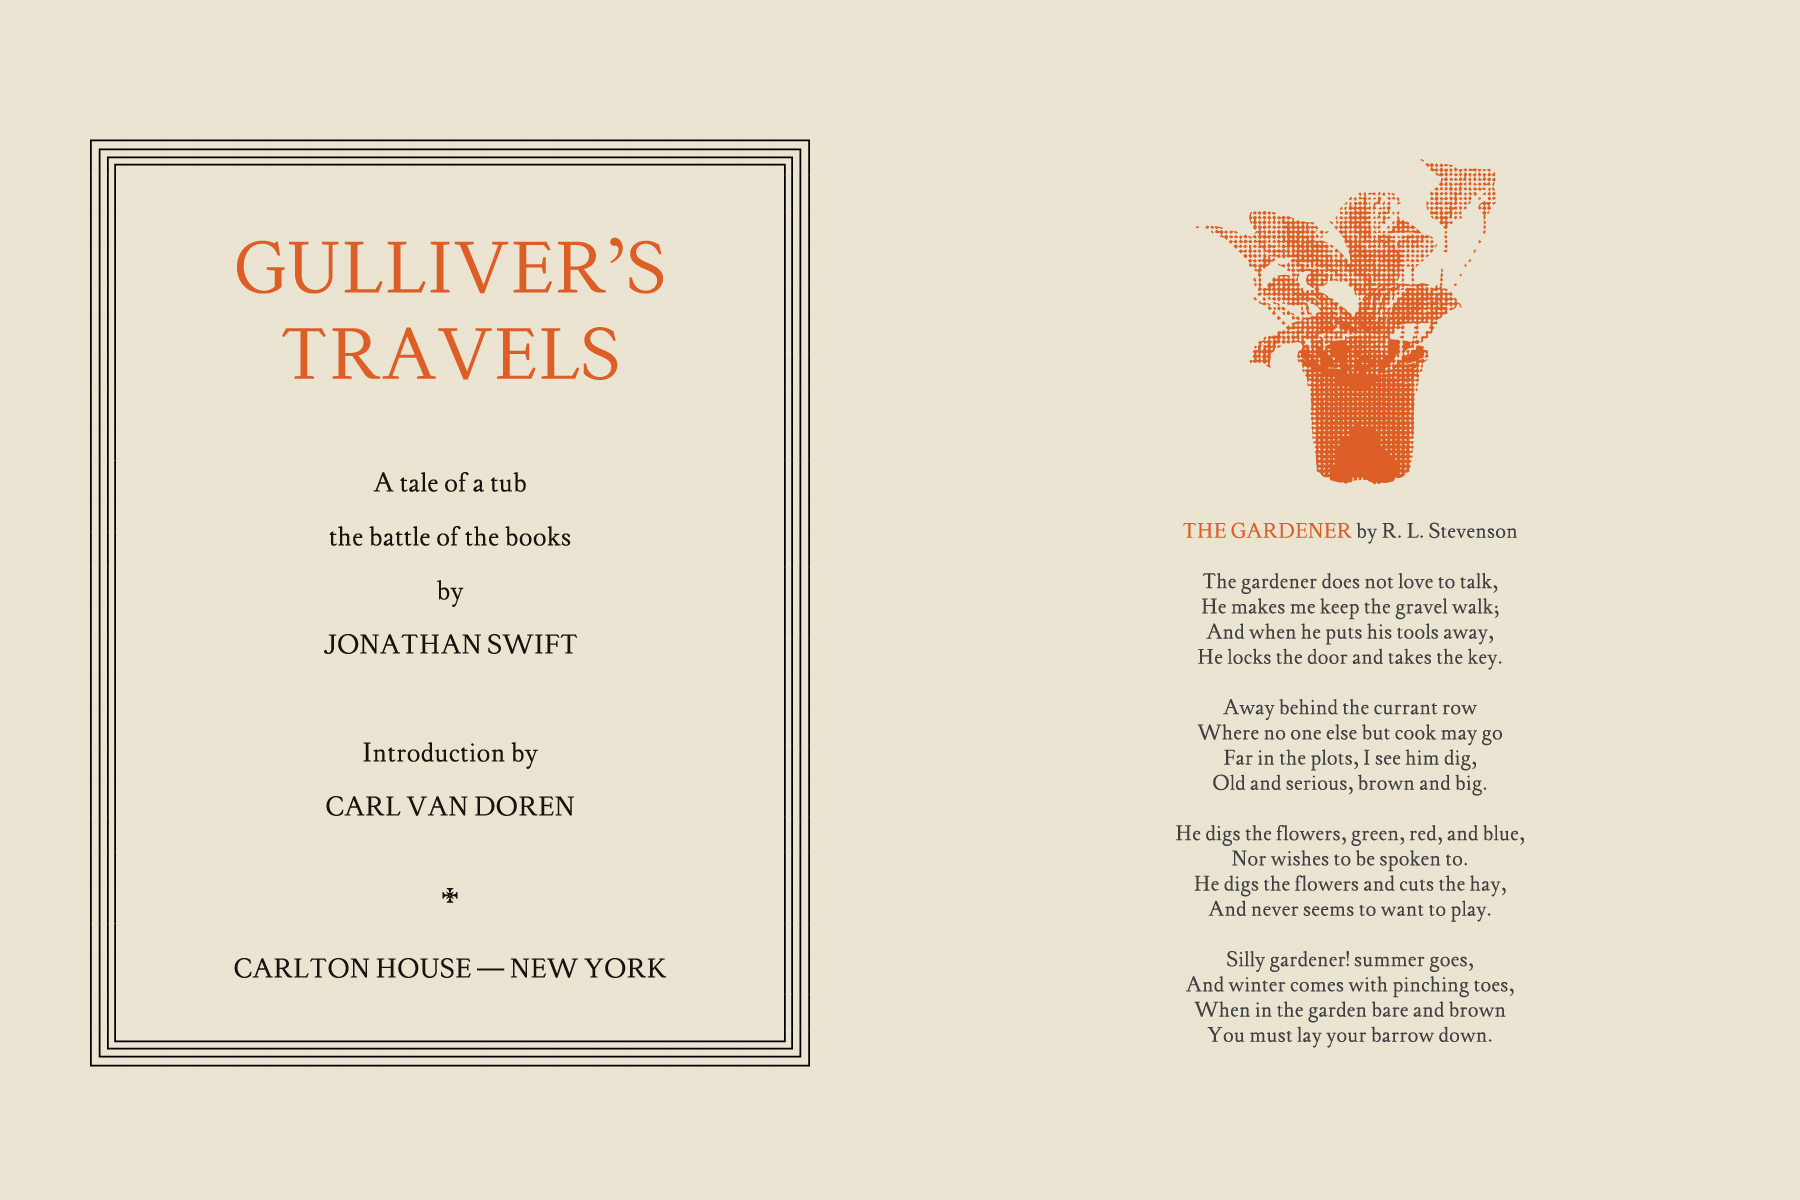 GULLIVER’S
TRAVELS
A tale of a tub
the battle of the books
by
JONATHAN SWIFT
Introduction by
CARL VAN DOREN
✠
CARLTON HOUSE — NEW YORK
THE GARDENER by R. L. Stevenson
The gardener does not love to talk,
He makes me keep the gravel walk;
And when he puts his tools away,
He locks the door and takes the key.
Away behind the currant row
Where no one else but cook may go
Far in the plots, I see him dig,
Old and serious, brown and big.
He digs the flowers, green, red, and blue,
Nor wishes to be spoken to.
He digs the flowers and cuts the hay,
And never seems to want to play.
Silly gardener! summer goes,
And winter comes with pinching toes,
When in the garden bare and brown
You must lay your barrow down.